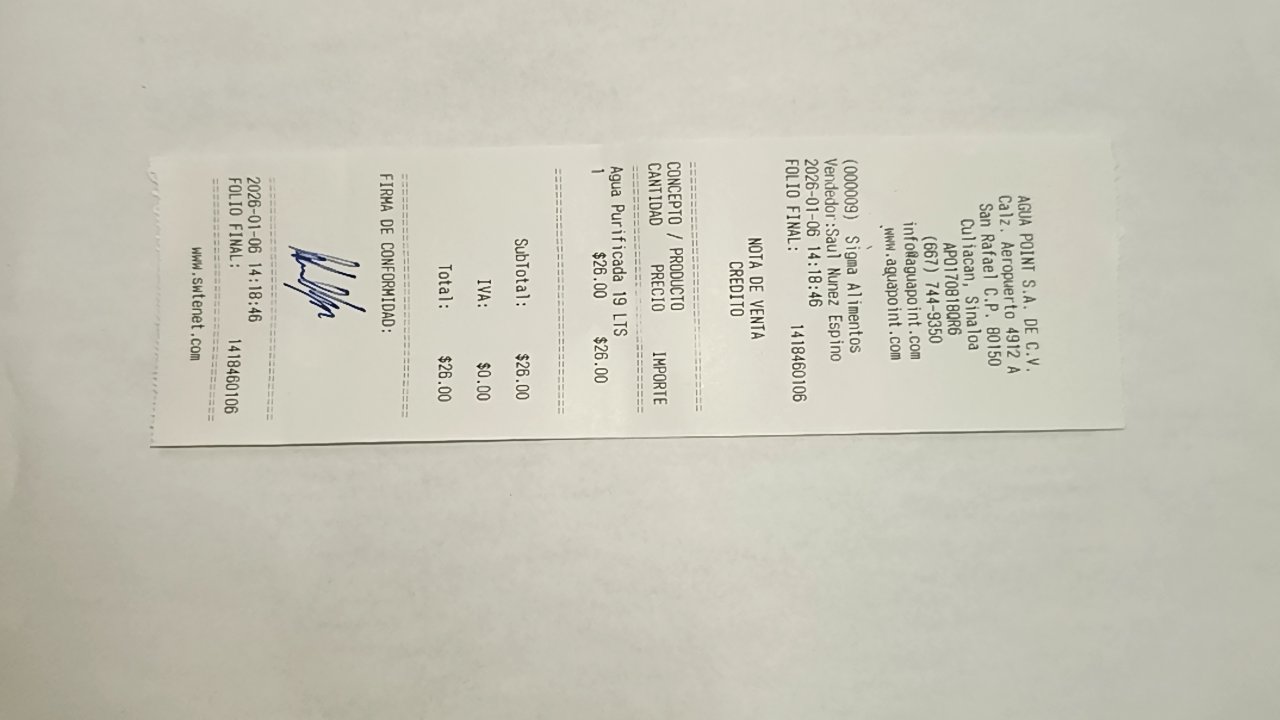 AGUA POINT S.A. DE C.V.
Calz. Aeropuerto 4912 A
San Rafael C.P. 80150
Culiacan, Sinaloa
APO170818QR6
(667) 744-9350
info@aguapoint.com
www.aguapoint.com
(000009) Sigma Alimentos
Vendedor:Saul Nunez Espino
2026-01-06 14:18:46
FOLIO FINAL: 1418460106
NOTA DE VENTA
CREDITO
CONCEPTO / PRODUCTO
CANTIDAD PRECIO IMPORTE
Agua Purificada 19 LTS
1 $26.00 $26.00
SubTotal: $26.00
IVA: $0.00
Total: $26.00
FIRMA DE CONFORMIDAD:
2026-01-06 14:18:46
FOLIO FINAL: 1418460106
www.swtenet.com